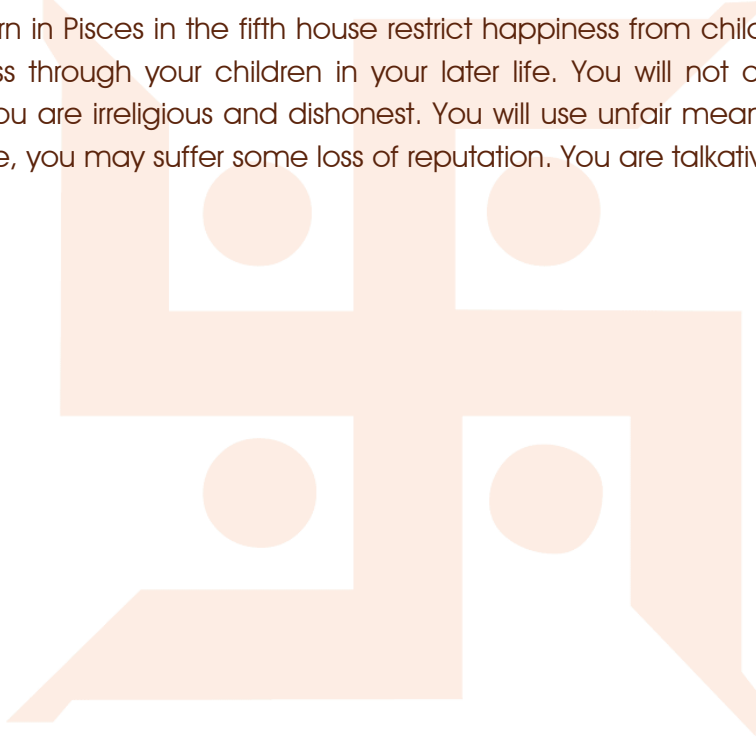 rn in Pisces in the fifth house restrict happiness from chil
ss through your children in your later life. You will not
ou are irreligious and dishonest. You will use unfair mea
e, you may suffer some loss of reputation. You are talkativ